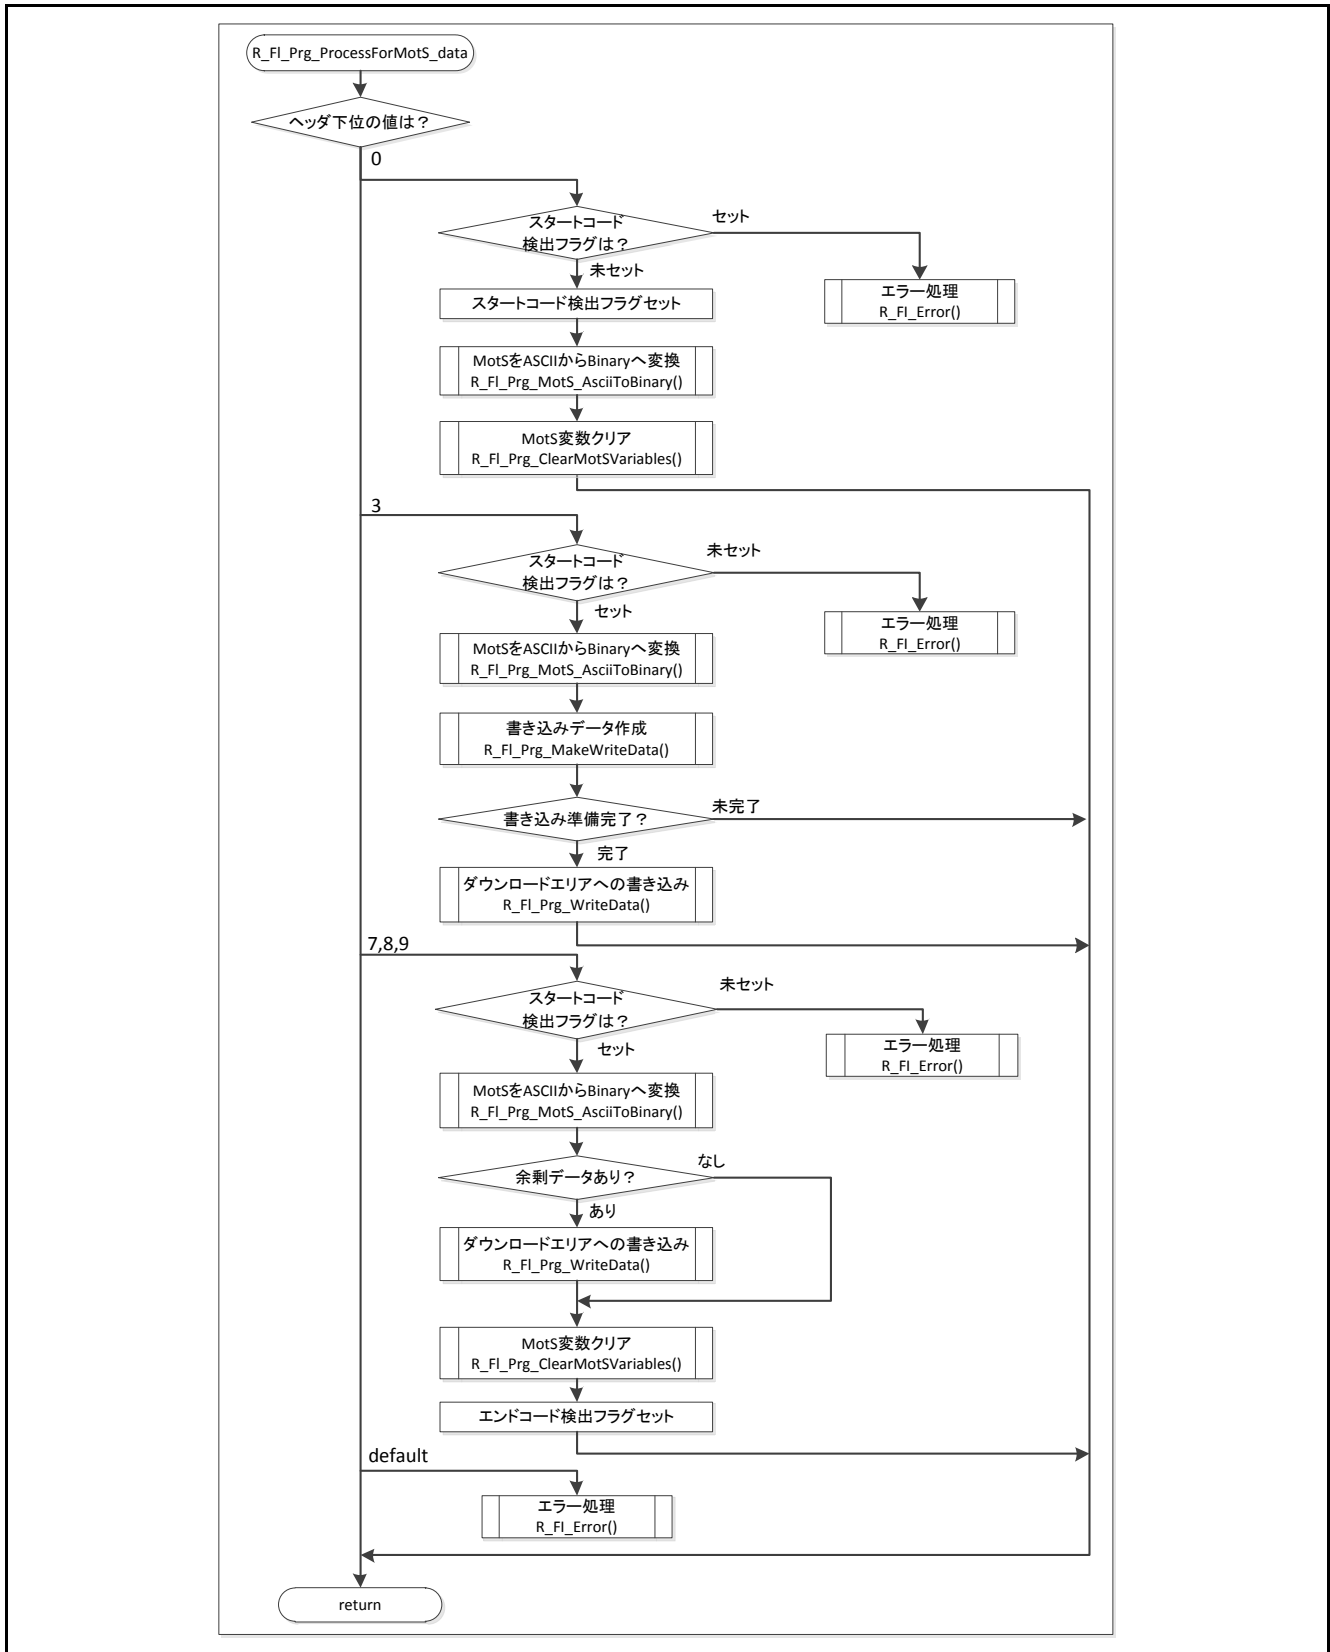 R_Fl_Prg_ProcessForMotS_data
ヘッダ下位の値は？
0
スタートコード
検出フラグは？
セット
未セット
エラー処理
R_FI_Error()
スタートコード検出フラグセット
MotSをASCIIからBinaryへ変換
R_Fl_Prg_MotS_AsciiToBinary()
MotS変数クリア
R_Fl_Prg_ClearMotSVariables()
3
スタートコード
検出フラグは？
未セット
セット
エラー処理
R_FI_Error()
MotSをASCIIからBinaryへ変換
R_Fl_Prg_MotS_AsciiToBinary()
書き込みデータ作成
R_Fl_Prg_MakeWriteData()
書き込み準備完了？
未完了
完了
ダウンロードエリアへの書き込み
R_Fl_Prg_WriteData()
7,8,9
スタートコード
検出フラグは？
未セット
セット
エラー処理
R_FI_Error()
MotSをASCIIからBinaryへ変換
R_Fl_Prg_MotS_AsciiToBinary()
余剰データあり？
なし
あり
ダウンロードエリアへの書き込み
R_Fl_Prg_WriteData()
MotS変数クリア
R_Fl_Prg_ClearMotSVariables()
エンドコード検出フラグセット
default
エラー処理
R_FI_Error()
return